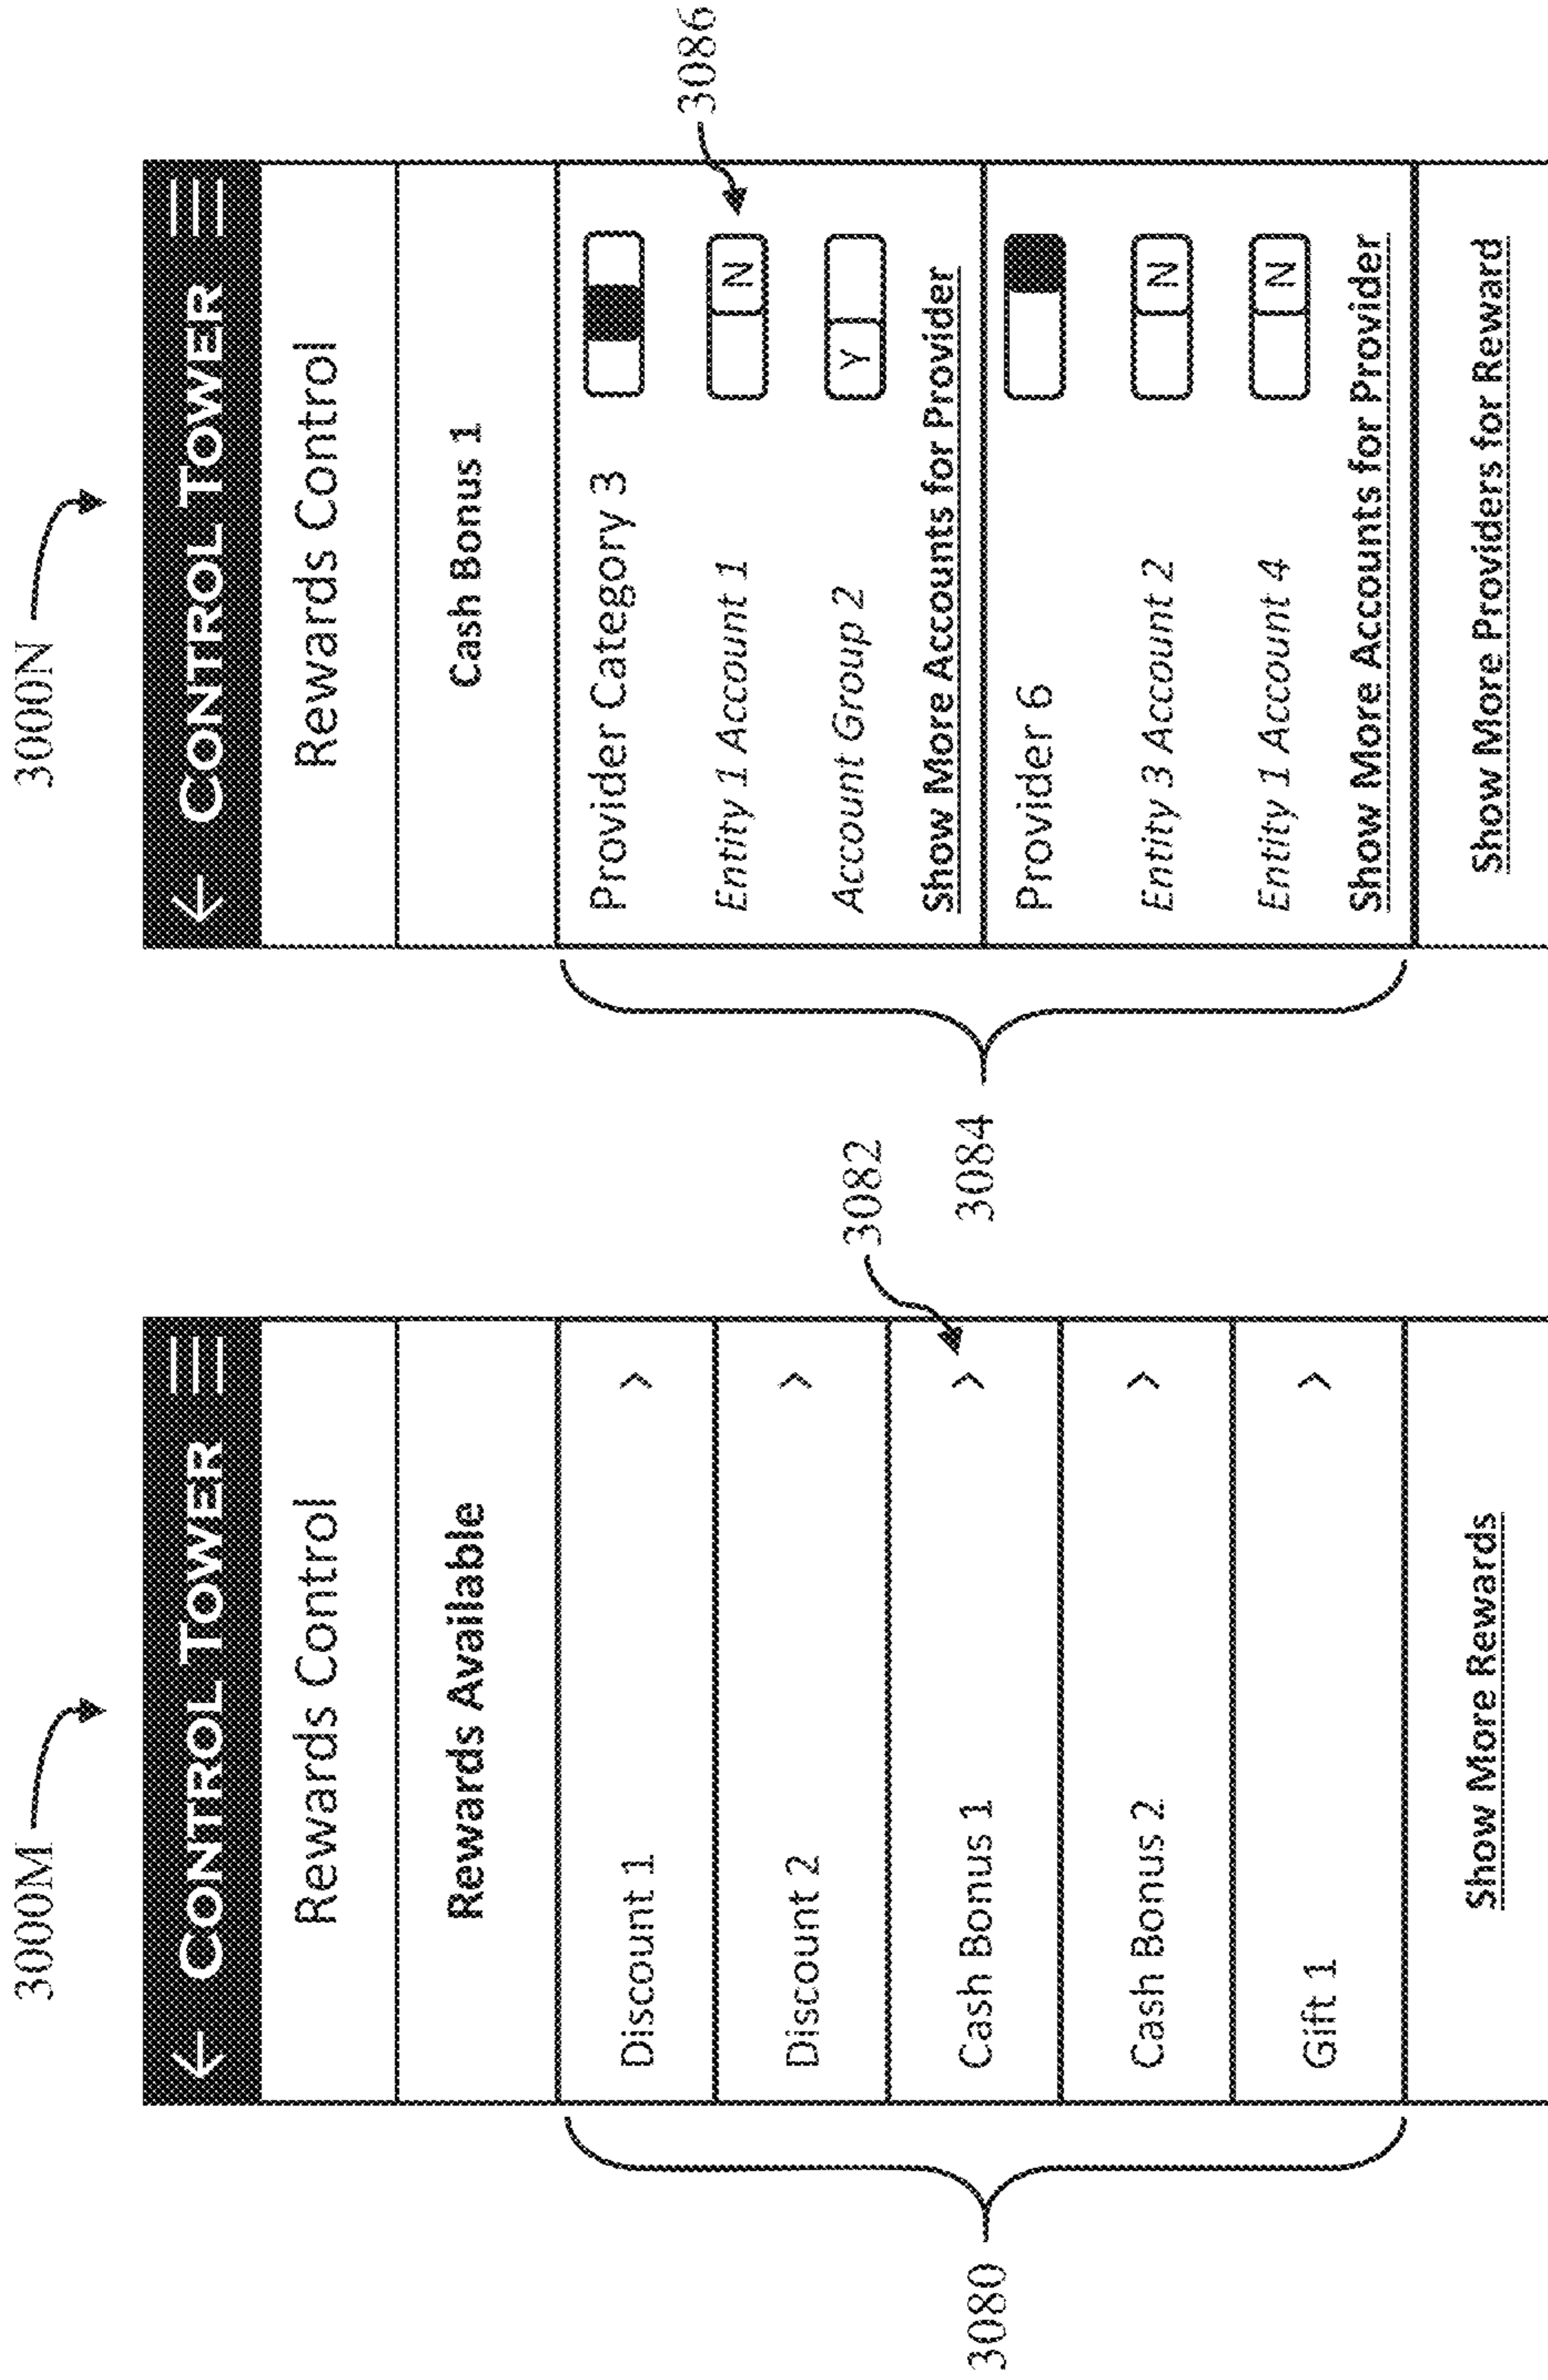 3000M
← CONTROL TOWER
Rewards Control
Rewards Available
Discount 1 >
Discount 2 >
Cash Bonus 1 >
Cash Bonus 2 >
Gift 1 >
Show More Rewards
3080
3082
3000N
← CONTROL TOWER
Rewards Control
Cash Bonus 1
Provider Category 3
Entity 1 Account 1 N
Account Group 2 Y
Show More Accounts for Provider
Provider 6
Entity 3 Account 2 N
Entity 1 Account 4 N
Show More Accounts for Provider
Show More Providers for Reward
3084
3086